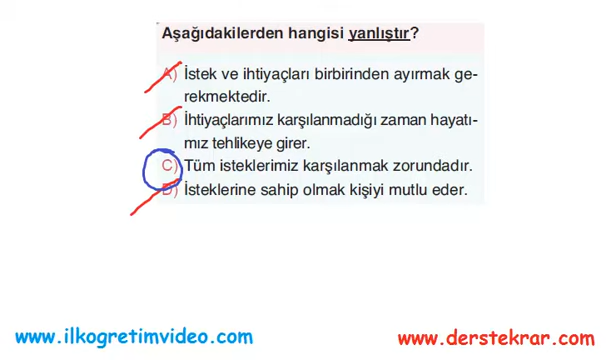 Aşağıdakilerden hangisi yanlıştır?
A) İstek ve ihtiyaçları birbirinden ayırmak ge-
rekmektedir.
B) İhtiyaçlarımız karşılanmadığı zaman hayatı-
mız tehlikeye girer.
C) Tüm isteklerimiz karşılanmak zorundadır.
D) İsteklerine sahip olmak kişiyi mutlu eder.
www.ilkogretimvideo.com
www.derstekrar.com